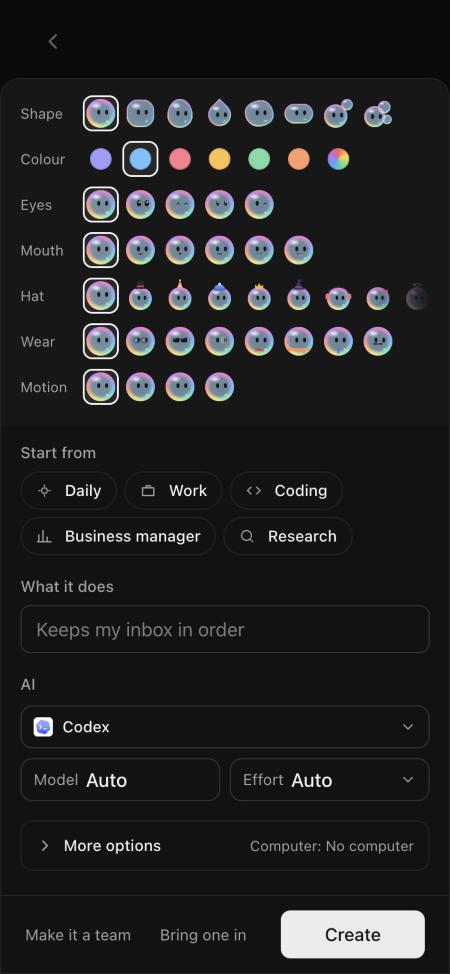 Shape
Colour
Eyes
Mouth
Hat
Wear
Motion
Start from
Daily
Work
Coding
Business manager
Research
What it does
Keeps my inbox in order
AI
Codex
Model Auto
Effort Auto
More options
Computer: No computer
Make it a team
Bring one in
Create